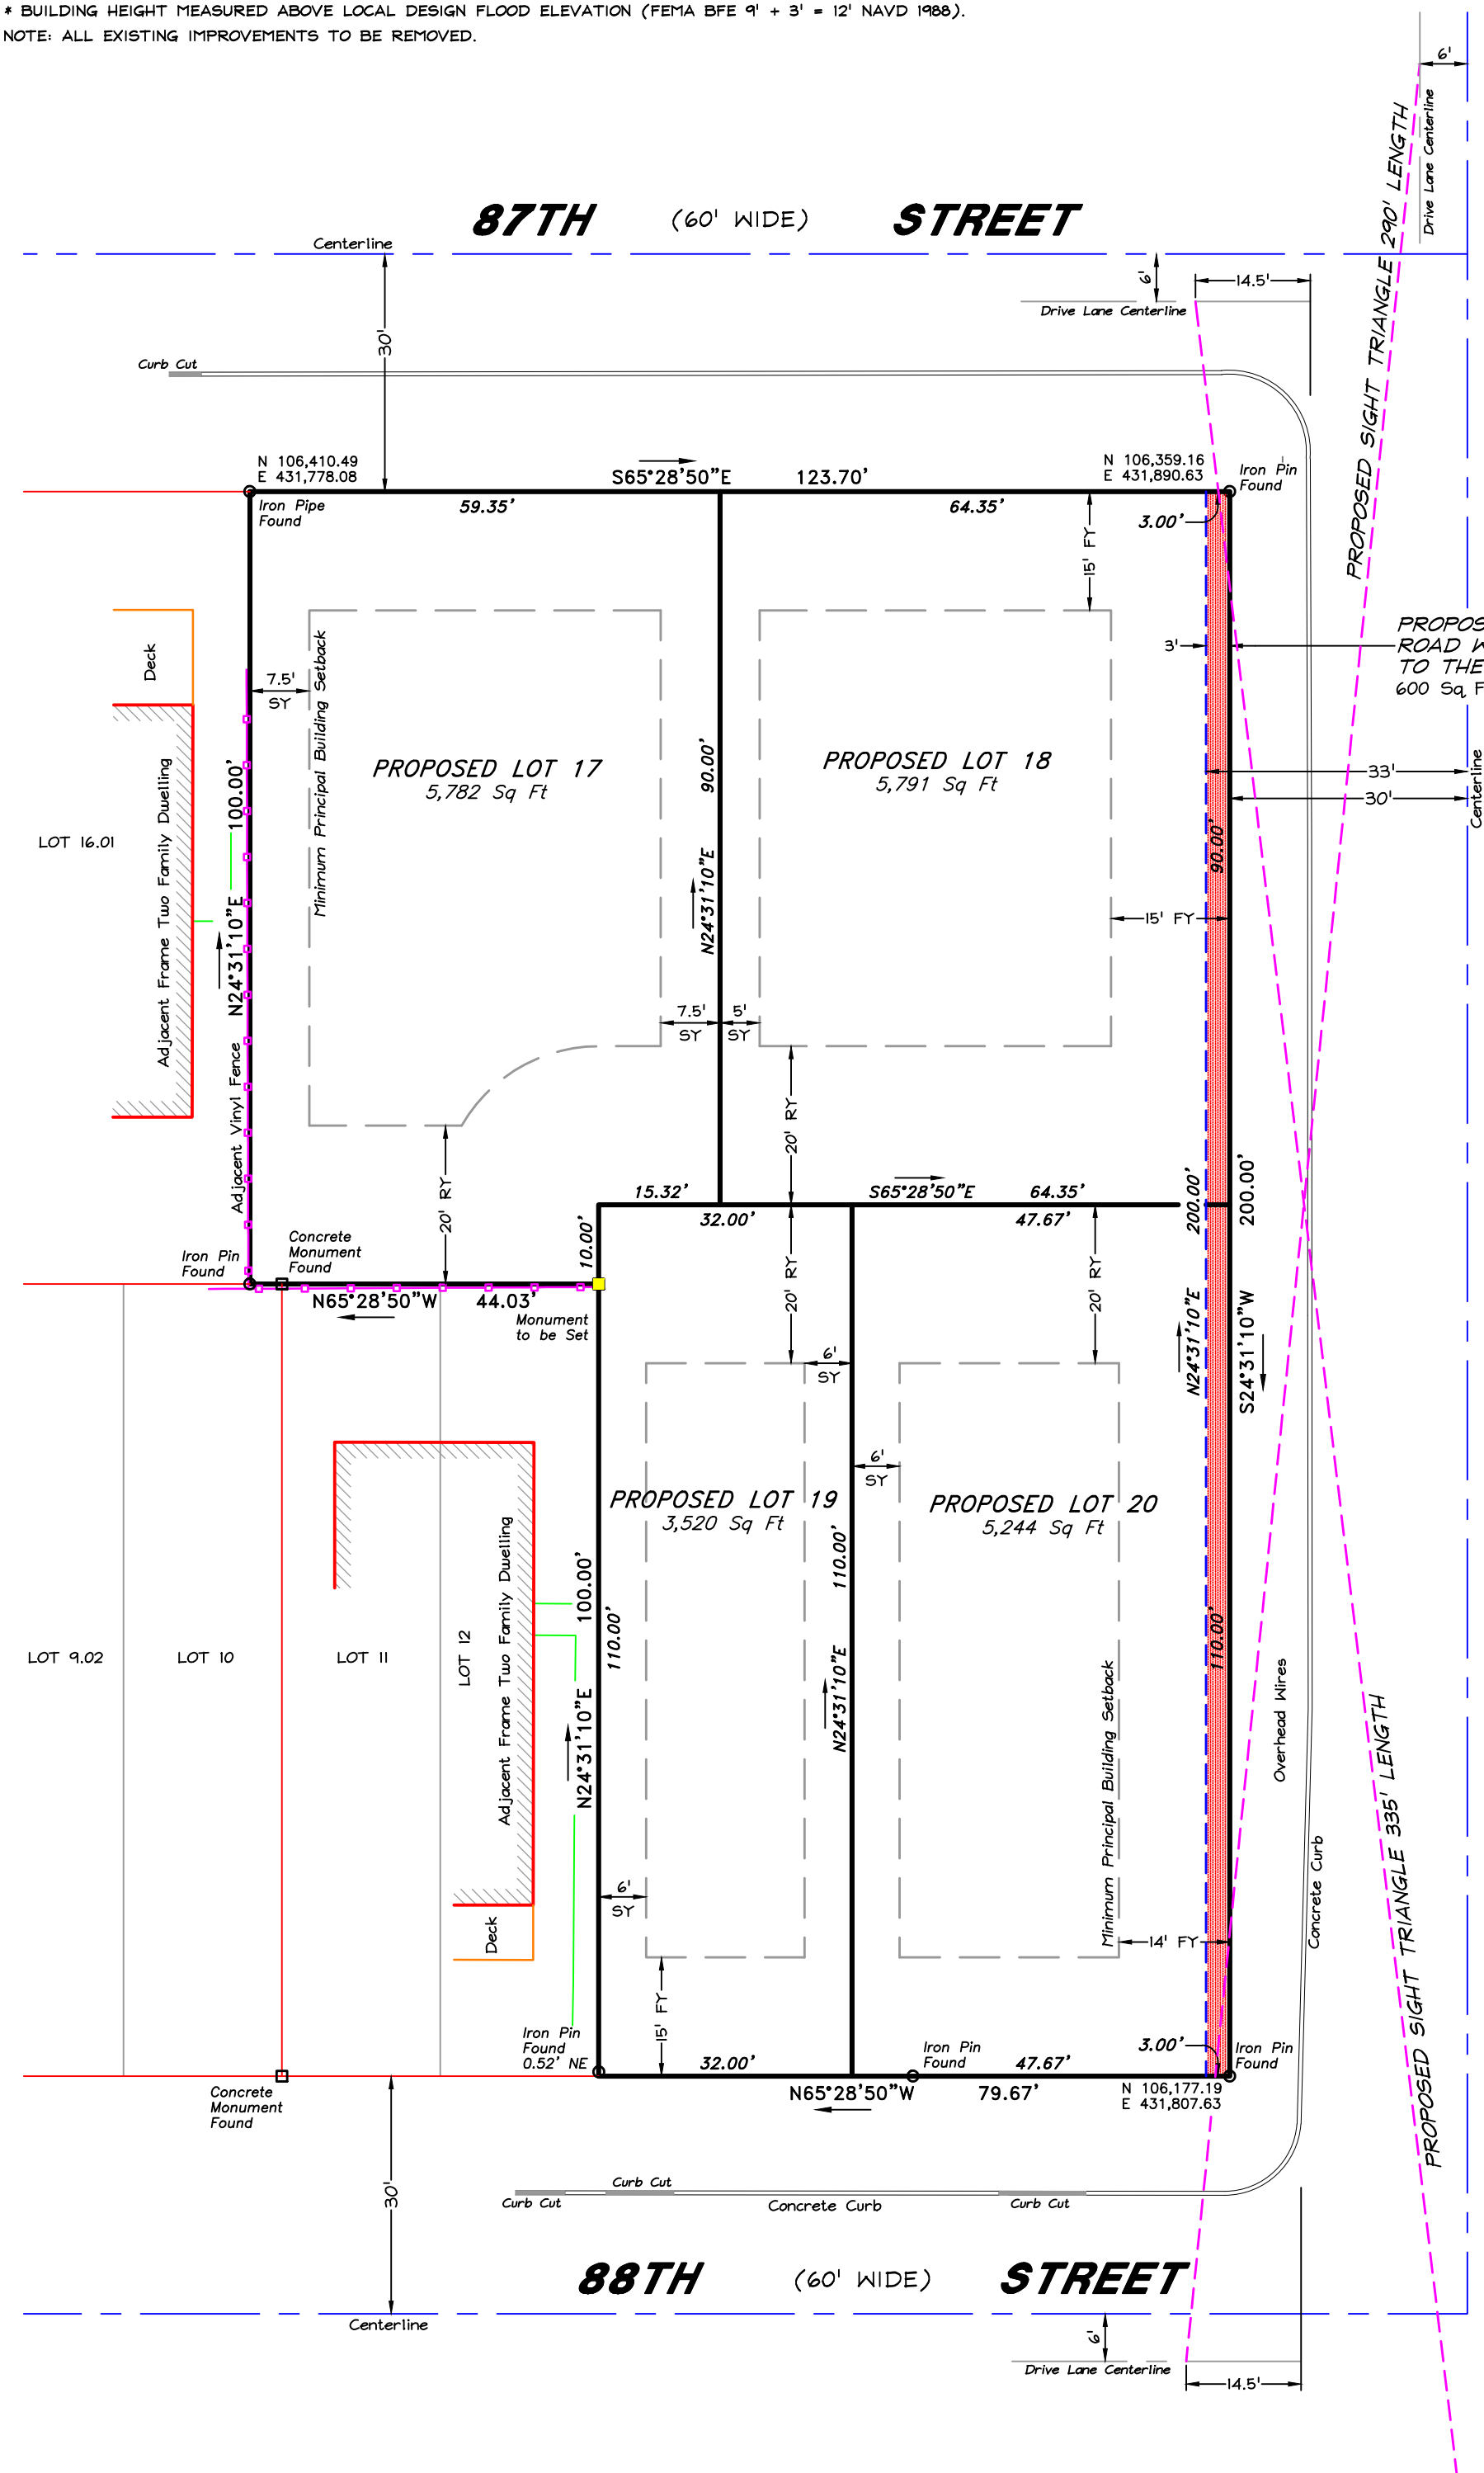 * BUILDING HEIGHT MEASURED ABOVE LOCAL DESIGN FLOOD ELEVATION (FEMA BFE 9' + 3' = 12' NAVD 1988).
NOTE: ALL EXISTING IMPROVEMENTS TO BE REMOVED.
6'
Drive Lane Centerline
PROPOSED SIGHT TRIANGLE 290' LENGTH
87TH (60' WIDE) STREET
Centerline
6'
14.5'
Drive Lane Centerline
30'
Curb Cut
N 106,410.49
E 431,778.08
S65°28'50"E 123.70'
N 106,359.16
E 431,890.63
Iron Pin
Found
Iron Pipe
Found
59.35'
64.35'
3.00'
15' FY
Deck
7.5'
SY
Minimum Principal Building Setback
3'
PROPOS
ROAD W
TO THE
600 Sq F
PROPOSED LOT 17
5,782 Sq Ft
PROPOSED LOT 18
5,791 Sq Ft
90.00'
N24°31'10"E
33'
30'
Centerline
90.00'
LOT 16.01
Adjacent Frame Two Family Dwelling
100.00'
N24°31'10"E
15' FY
7.5'
SY
5'
SY
Adjacent Vinyl Fence
20' RY
20' RY
15.32'
S65°28'50"E
64.35'
32.00'
47.67'
10.00'
200.00'
200.00'
Iron Pin
Found
Concrete
Monument
Found
N65°28'50"W 44.03'
Monument
to be Set
20' RY
20' RY
N24°31'10"E
S24°31'10"W
6'
SY
6'
SY
PROPOSED LOT 19
3,520 Sq Ft
PROPOSED LOT 20
5,244 Sq Ft
LOT 9.02
LOT 10
LOT 11
LOT 12
Adjacent Frame Two Family Dwelling
100.00'
N24°31'10"E
110.00'
110.00'
N24°31'10"E
110.00'
Minimum Principal Building Setback
Overhead Wires
Concrete Curb
PROPOSED SIGHT TRIANGLE 335' LENGTH
6'
SY
Deck
14' FY
15' FY
Iron Pin
Found
0.52' NE
32.00'
Iron Pin
Found
47.67'
3.00'
Iron Pin
Found
N65°28'50"W 79.67'
N 106,177.19
E 431,807.63
Concrete
Monument
Found
30'
Curb Cut
Curb Cut
Concrete Curb
Curb Cut
88TH (60' WIDE) STREET
Centerline
6'
Drive Lane Centerline
14.5'